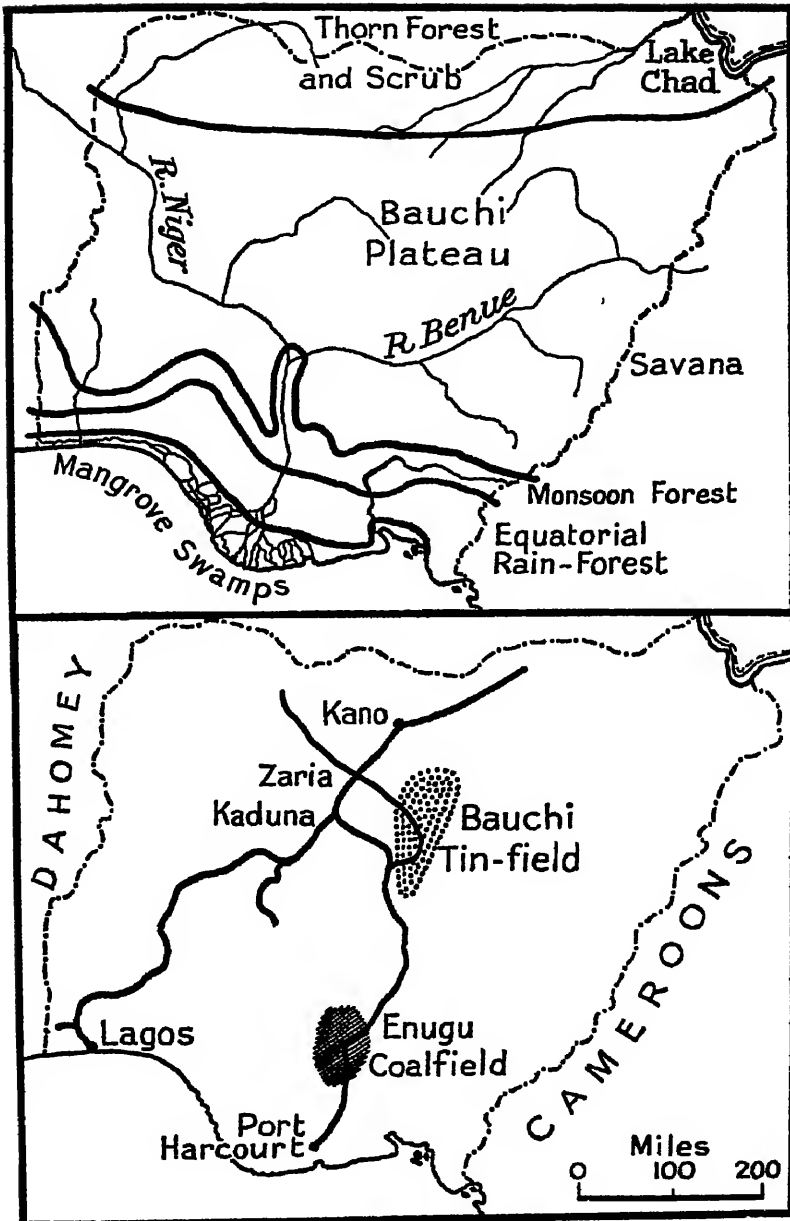 Thorn Forest
and Scrub
Lake
Chad
R. Niger
Bauchi
Plateau
R. Benue
Savana
Mangrove Swamps
Monsoon Forest
Equatorial
Rain-Forest
DAHOMEY
Kano
Zaria
Kaduna
Bauchi
Tin-field
Lagos
Enugu
Coalfield
Port
Harcourt
CAMEROONS
Miles
0 100 200